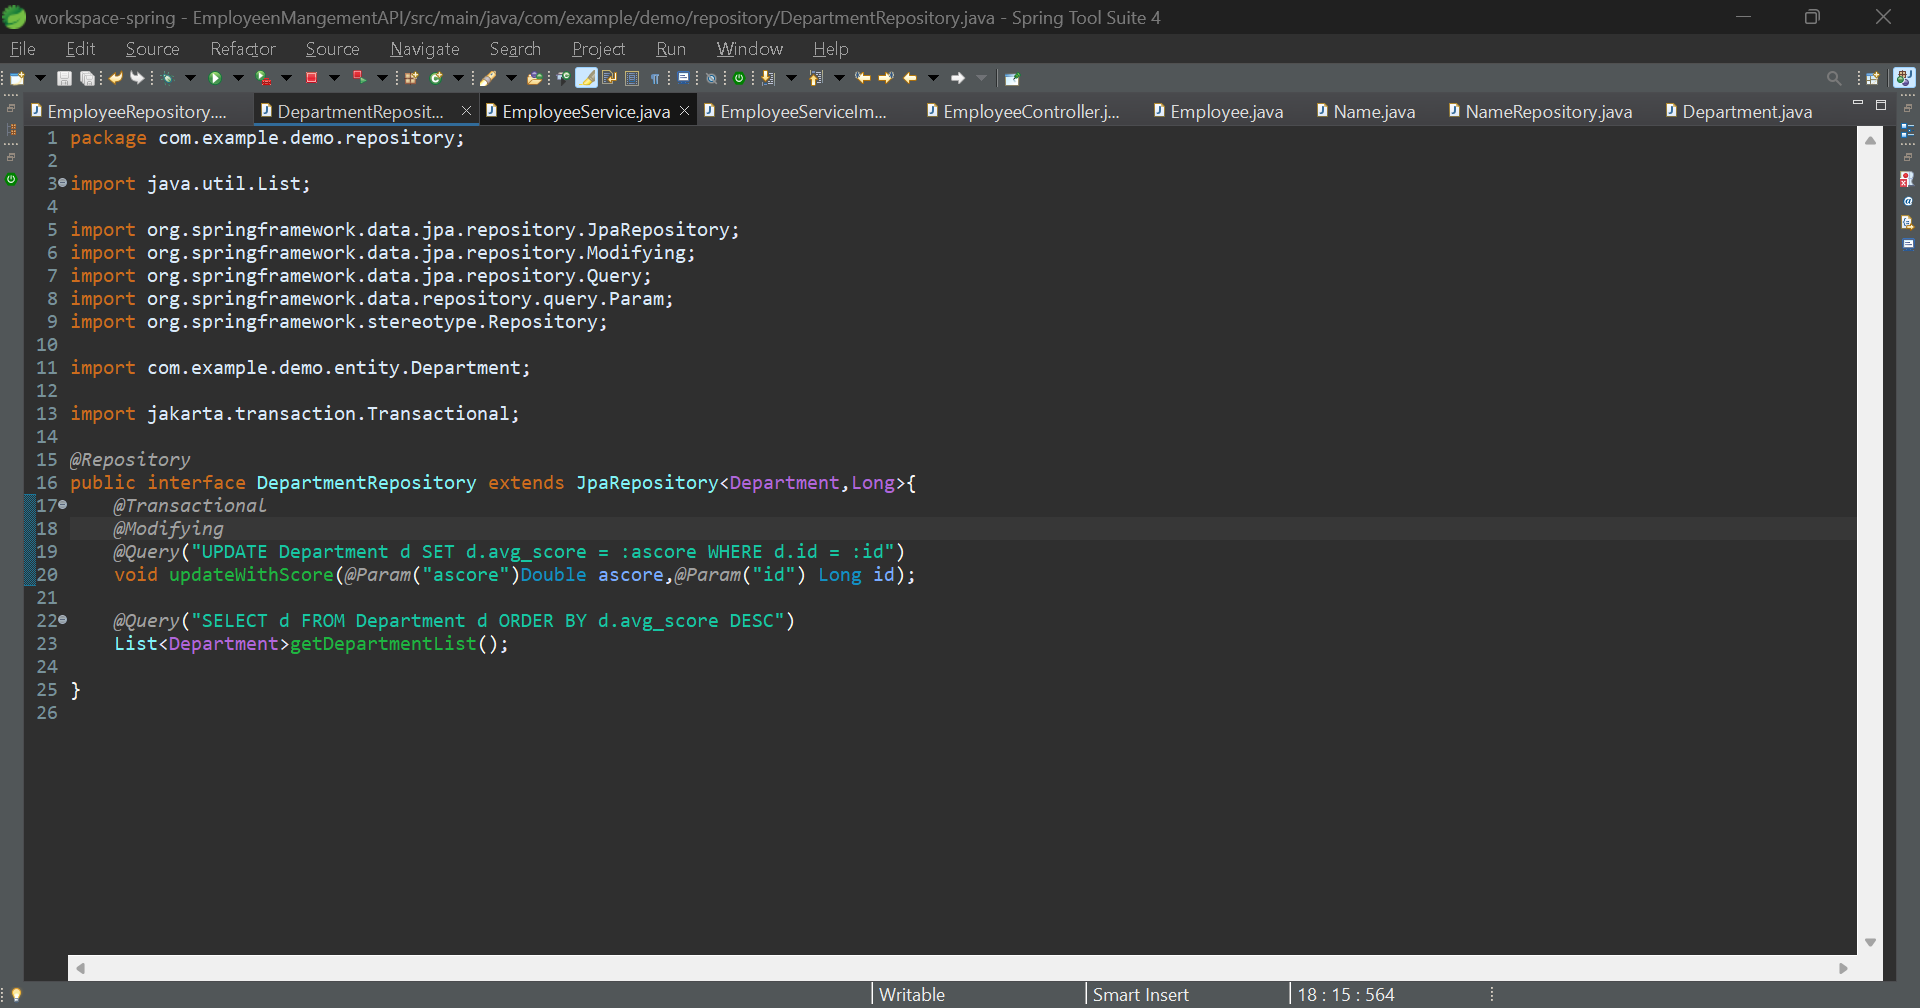 workspace-spring - EmployeenMangementAPI/src/main/java/com/example/demo/repository/DepartmentRepository.java - Spring Tool Suite 4
File Edit Source Refactor Source Navigate Search Project Run Window Help
EmployeeRepository.... DepartmentReposit... EmployeeService.java EmployeeServiceIm... EmployeeController.j... Employee.java Name.java NameRepository.java Department.java
1 package com.example.demo.repository;
2
3 import java.util.List;
4
5 import org.springframework.data.jpa.repository.JpaRepository;
6 import org.springframework.data.jpa.repository.Modifying;
7 import org.springframework.data.jpa.repository.Query;
8 import org.springframework.data.repository.query.Param;
9 import org.springframework.stereotype.Repository;
10
11 import com.example.demo.entity.Department;
12
13 import jakarta.transaction.Transactional;
14
15 @Repository
16 public interface DepartmentRepository extends JpaRepository<Department,Long>{
17 @Transactional
18 @Modifying
19 @Query("UPDATE Department d SET d.avg_score = :ascore WHERE d.id = :id")
20 void updateWithScore(@Param("ascore")Double ascore,@Param("id") Long id);
21
22 @Query("SELECT d FROM Department d ORDER BY d.avg_score DESC")
23 List<Department>getDepartmentList();
24
25 }
26
Writable Smart Insert 18 : 15 : 564